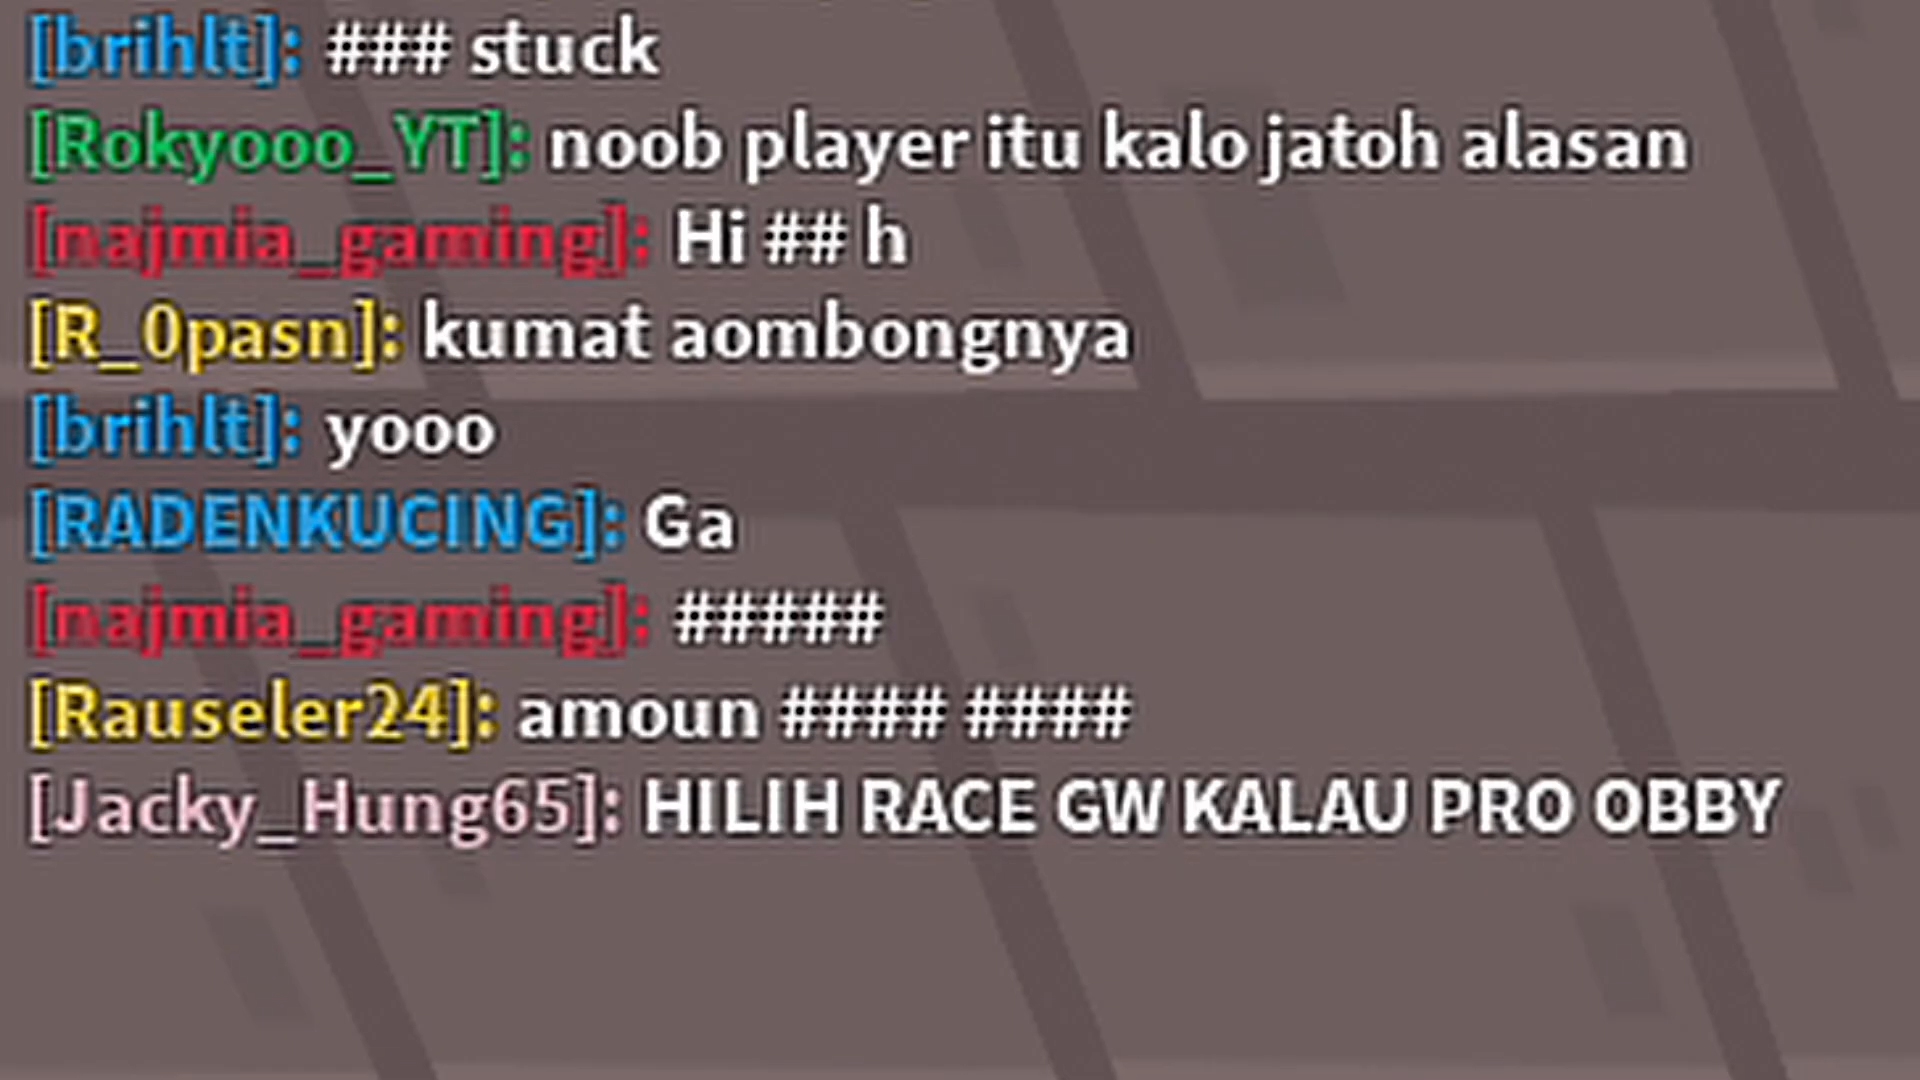 [brihlt]: ### stuck
[Rokyooo_YT]: noob player itu kalo jatoh alasan
[najmia_gaming]: Hi ## h
[R_0pasn]: kumat aombongnya
[brihlt]: yooo
[RADENKUCING]: Ga
[najmia_gaming]: #####
[Rauseler24]: amoun #### ####
[Jacky_Hung65]: HILIH RACE GW KALAU PRO OBBY